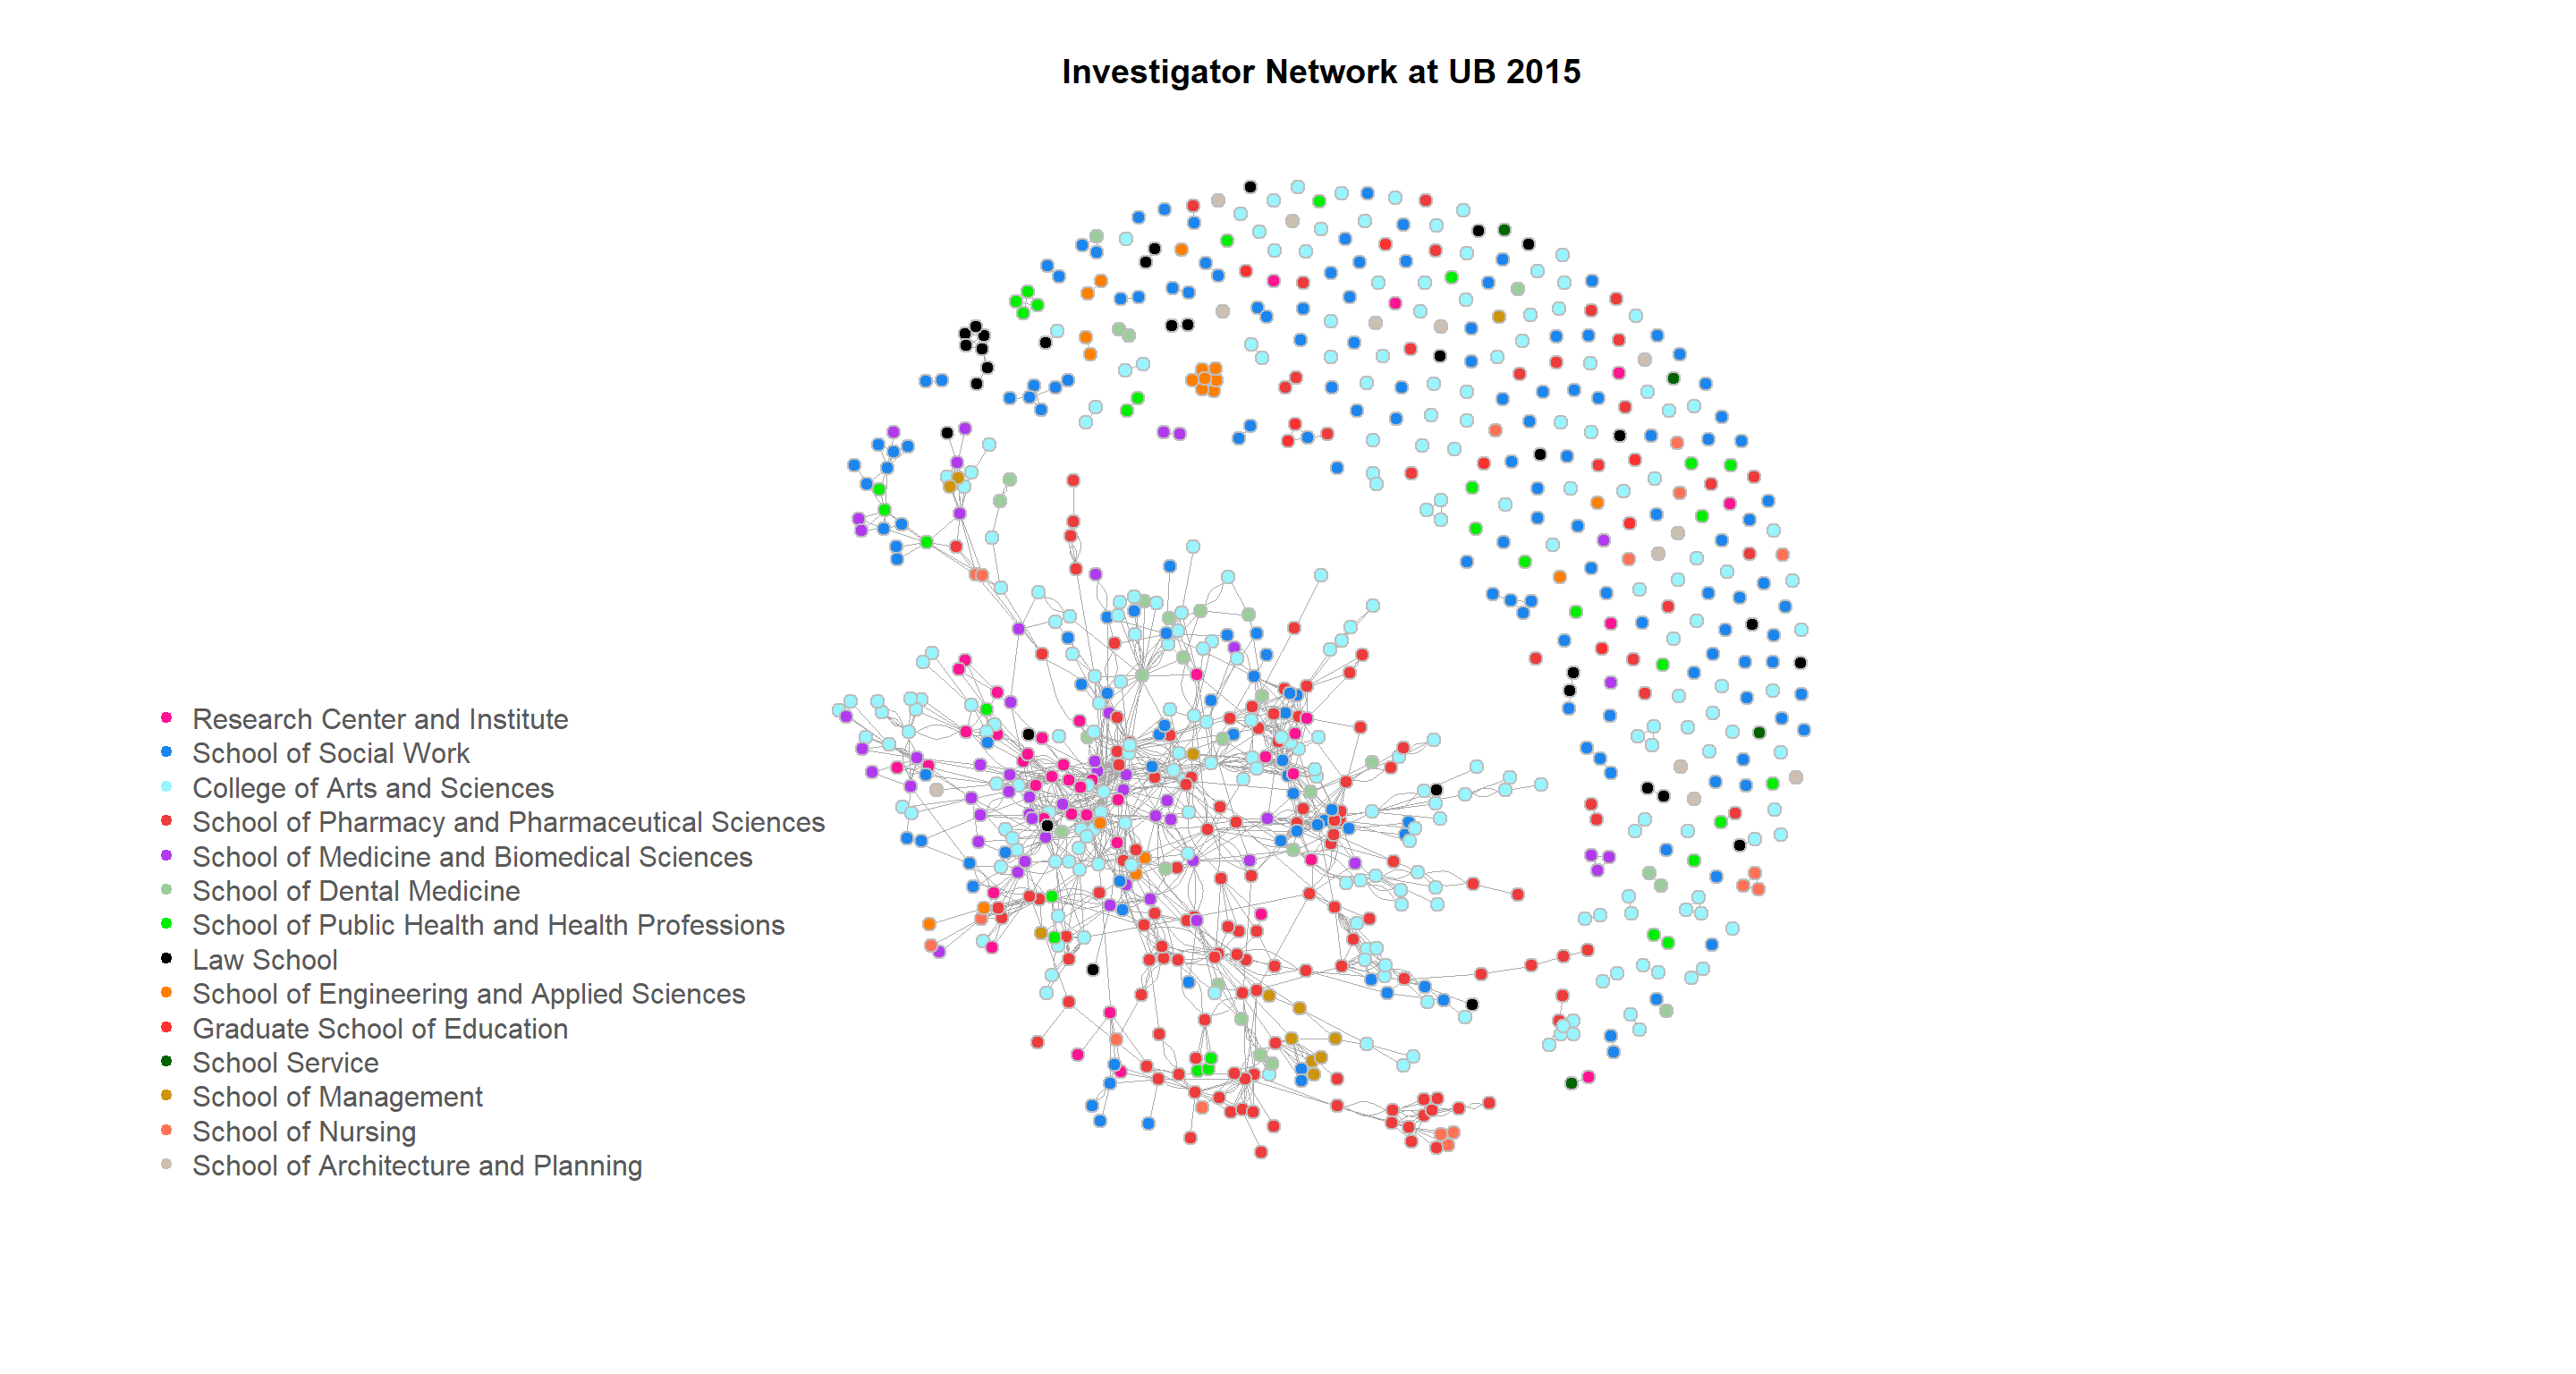 Investigator Network at UB 2015
Research Center and Institute
School of Social Work
College of Arts and Sciences
School of Pharmacy and Pharmaceutical Sciences
School of Medicine and Biomedical Sciences
School of Dental Medicine
School of Public Health and Health Professions
Law School
School of Engineering and Applied Sciences
Graduate School of Education
School Service
School of Management
School of Nursing
School of Architecture and Planning